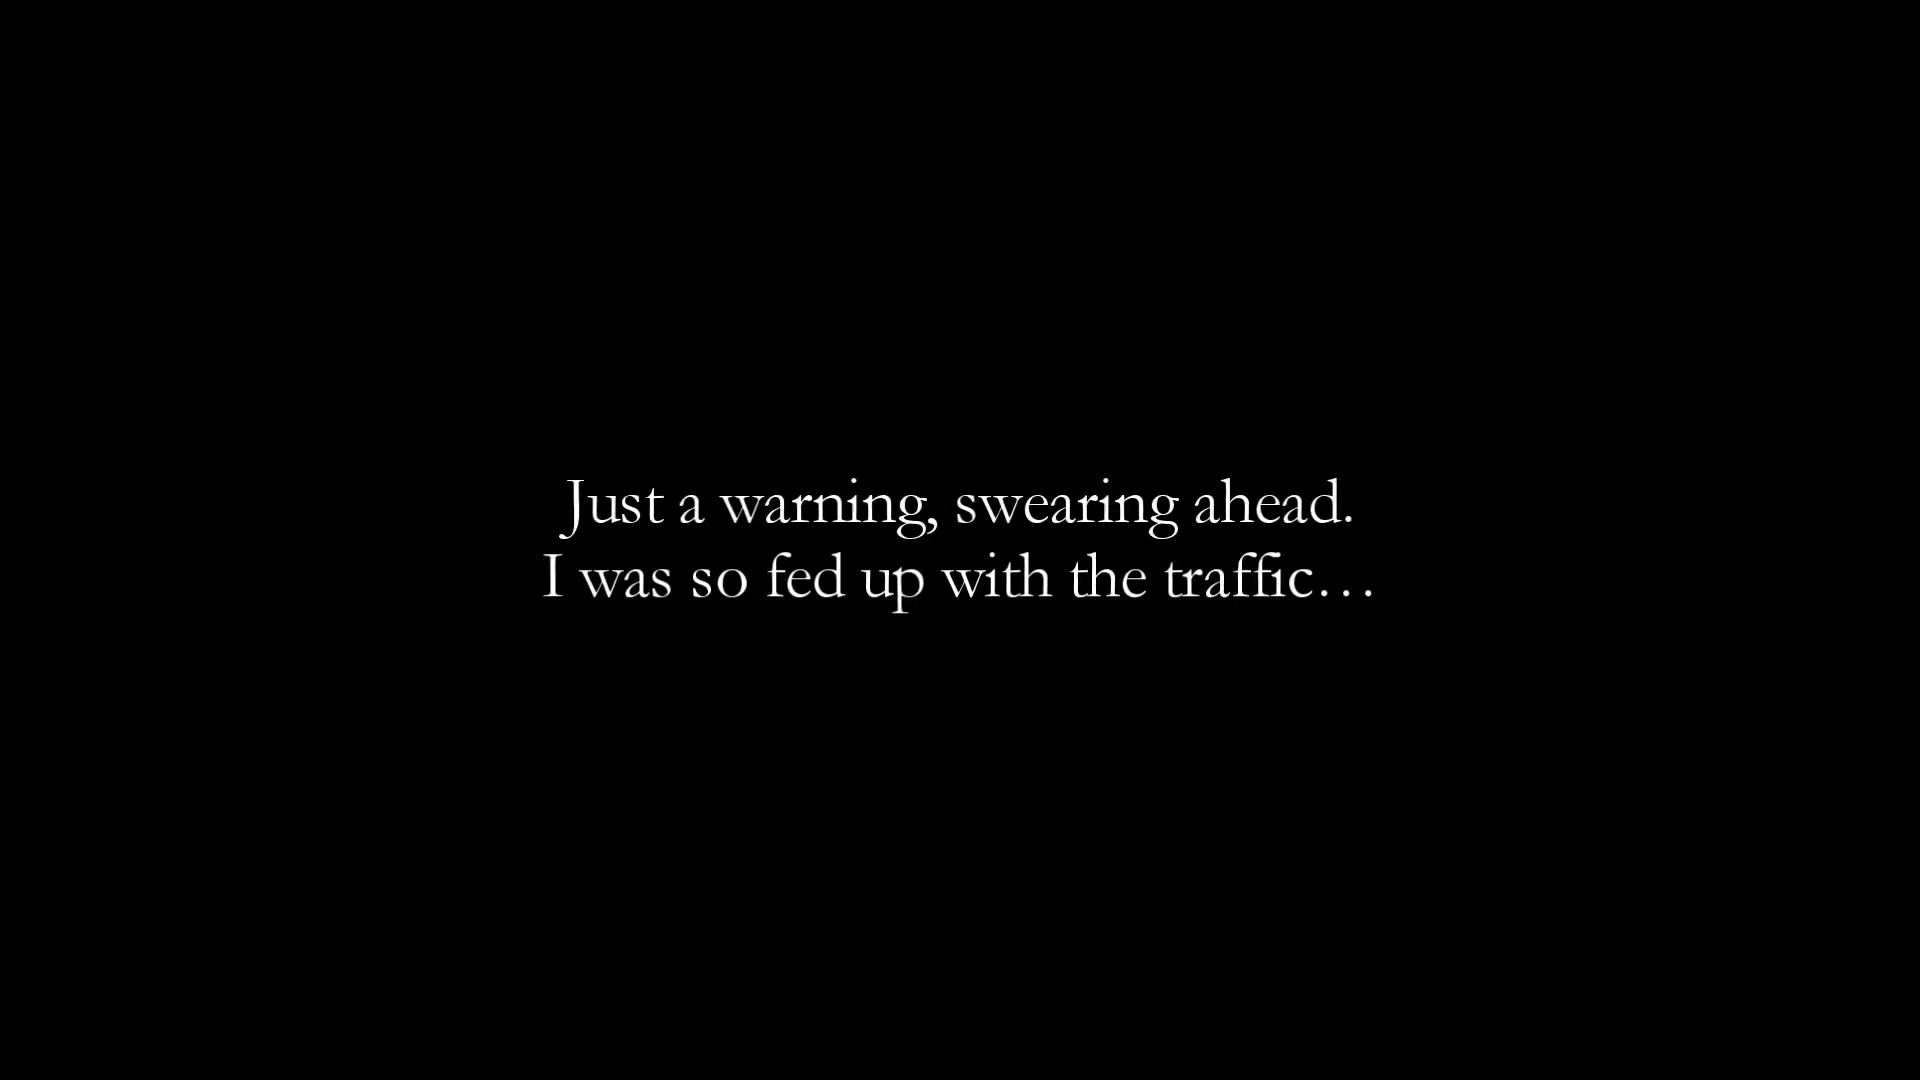 Just a warning, swearing ahead.
I was so fed up with the traffic…